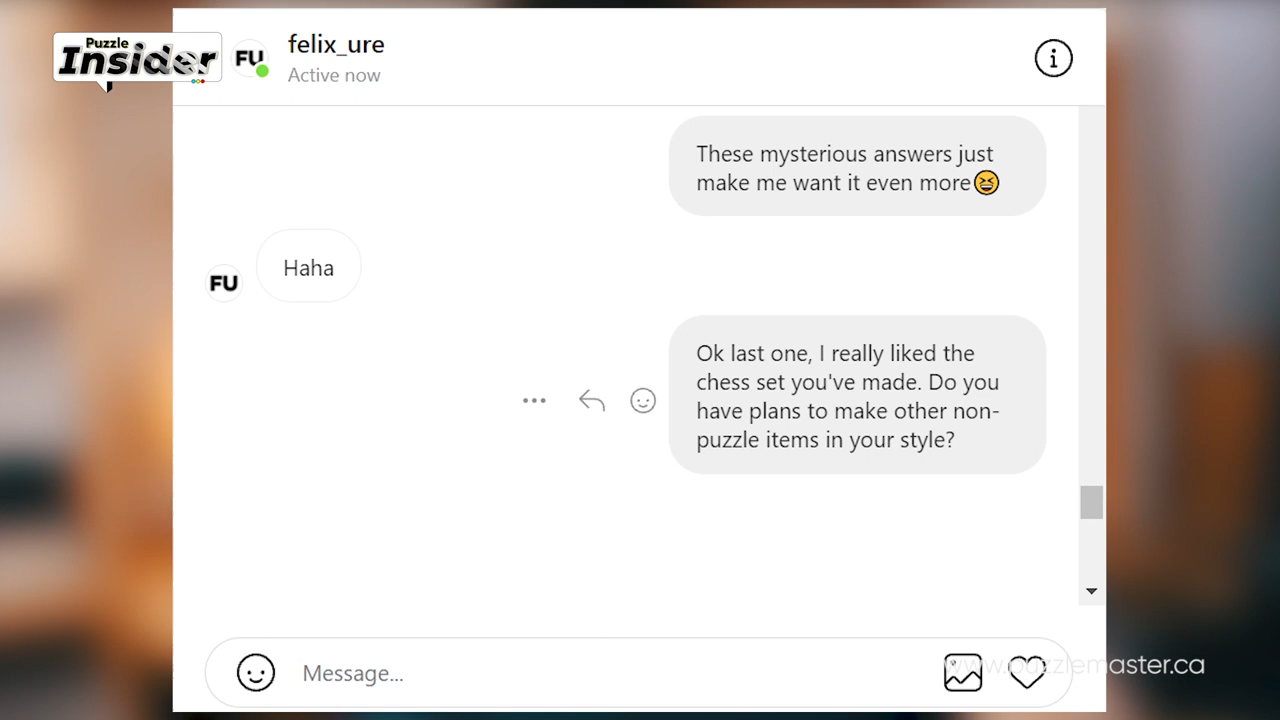 Puzzle
Insider
FU
felix_ure
Active now
These mysterious answers just
make me want it even more😆
FU
Haha
Ok last one, I really liked the
chess set you've made. Do you
have plans to make other non-
puzzle items in your style?
Message...
www.puzzlemaster.ca